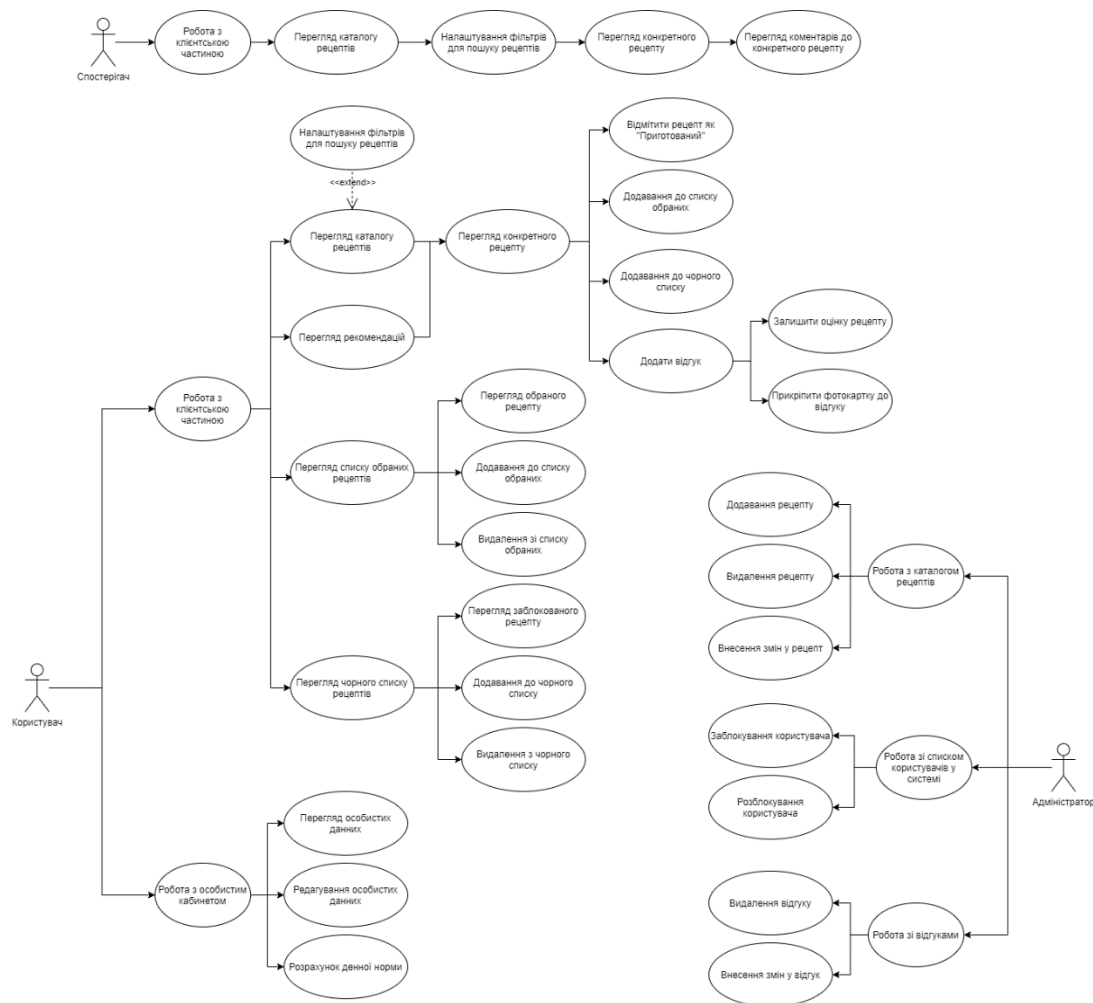 Робота з
клієнтською
частиною
Перегляд каталогу
рецептів
Налаштування фільтрів
для пошуку рецептів
Перегляд конкретного
рецепту
Перегляд коментарів до
конкретного рецепту
Спостерігач
Налаштування фільтрів
для пошуку рецептів
<<extend>>
Перегляд каталогу
рецептів
Перегляд рекомендацій
Перегляд конкретного
рецепту
Відмітити рецепт як
"Приготований"
Додавання до списку
обраних
Додавання до чорного
списку
Додати відгук
Залишити оцінку рецепту
Прикріпити фотокартку до
відгуку
Робота з
клієнтською
частиною
Перегляд списку обраних
рецептів
Перегляд обраного
рецепту
Додавання до списку
обраних
Видалення зі списку
обраних
Перегляд чорного списку
рецептів
Перегляд заблокованого
рецепту
Додавання до чорного
списку
Видалення з чорного
списку
Користувач
Робота з особистим
кабінетом
Перегляд особистих
данних
Редагування особистих
данних
Розрахунок денної норми
Додавання рецепту
Видалення рецепту
Внесення змін у рецепт
Робота з каталогом
рецептів
Заблокування користувача
Розблокування
користувача
Робота зі списком
користувачів у
системі
Адміністратор
Видалення відгуку
Внесення змін у відгук
Робота зі відгуками